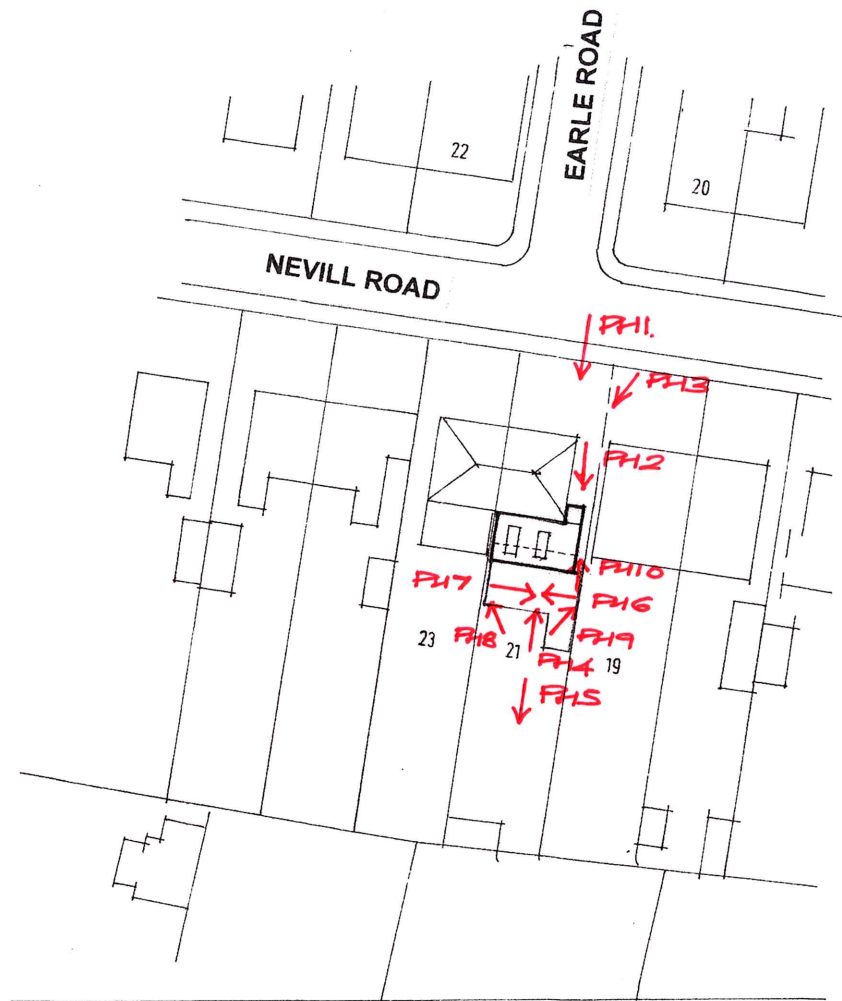 EARLE ROAD
22
20
NEVILL ROAD
PH1.
PH3
PH2
PH10
PH7
PH6
PH8
PH9
23
21
PH4
19
PH5